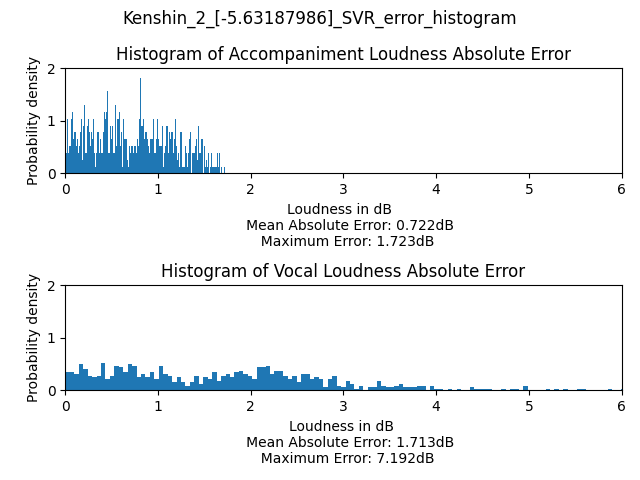 Kenshin_2_[-5.63187986]_SVR_error_histogram
Histogram of Accompaniment Loudness Absolute Error
Probability density
2
1
0
0 1 2 3 4 5 6
Loudness in dB
Mean Absolute Error: 0.722dB
Maximum Error: 1.723dB
Histogram of Vocal Loudness Absolute Error
Probability density
2
1
0
0 1 2 3 4 5 6
Loudness in dB
Mean Absolute Error: 1.713dB
Maximum Error: 7.192dB